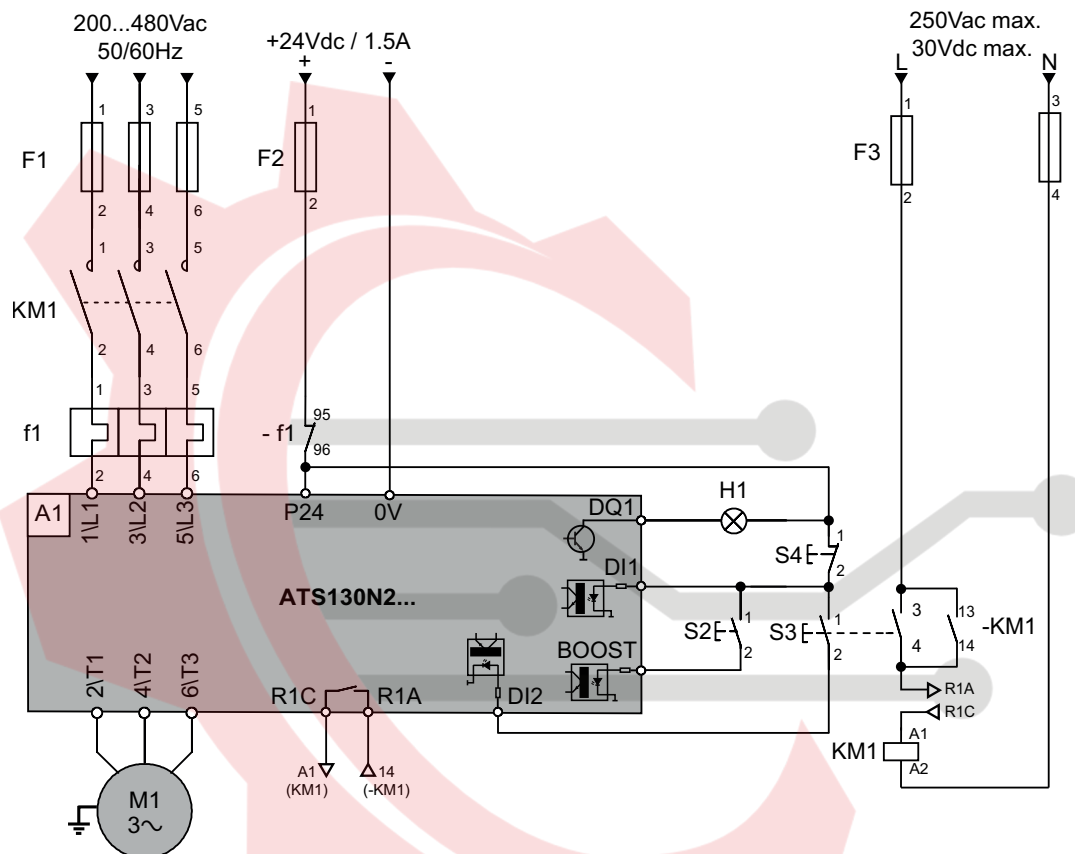 200...480Vac
50/60Hz
+24Vdc / 1.5A
+ -
250Vac max.
30Vdc max.
L N
1 3 5
F1
2 4 6
1
F2
2
1
F3
2
3
4
1 3 5
KM1
2 4 6
1 3 5
f1
2 4 6
95
- f1
96
A1
1\L1
3\L2
5\L3
P24
0V
DQ1
H1
DI1
ATS130N2...
BOOST
DI2
R1C
R1A
2\T1
4\T2
6\T3
S4
1
2
S2
1
2
S3
1
2
3
4
13
14
-KM1
R1A
R1C
KM1
A1
A2
A1
(KM1)
14
(-KM1)
M1
3~